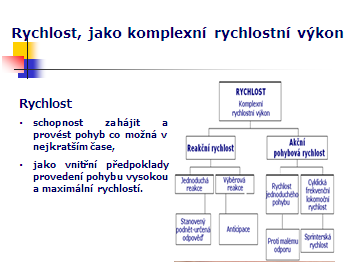 Rychlost, jako komplexní rychlostní výkon
Rychlost
• schopnost zahájit a
provést pohyb co možná v
nejkratším čase,
• jako vnitřní předpoklady
provedení pohybu vysokou
a maximální rychlostí.
RYCHLOST
Komplexní
rychlostní výkon
Reakční rychlost
Akční
pohybová rychlost
Jednoduchá
reakce
Výběrová
reakce
Rychlost
jednoduchého
pohybu
Cyklická
frekvenční
lokomoční
rychlost
Stanovený
podnět-určená
odpověď
Anticipace
Proti malému
odporu
Sprinterská
rychlost